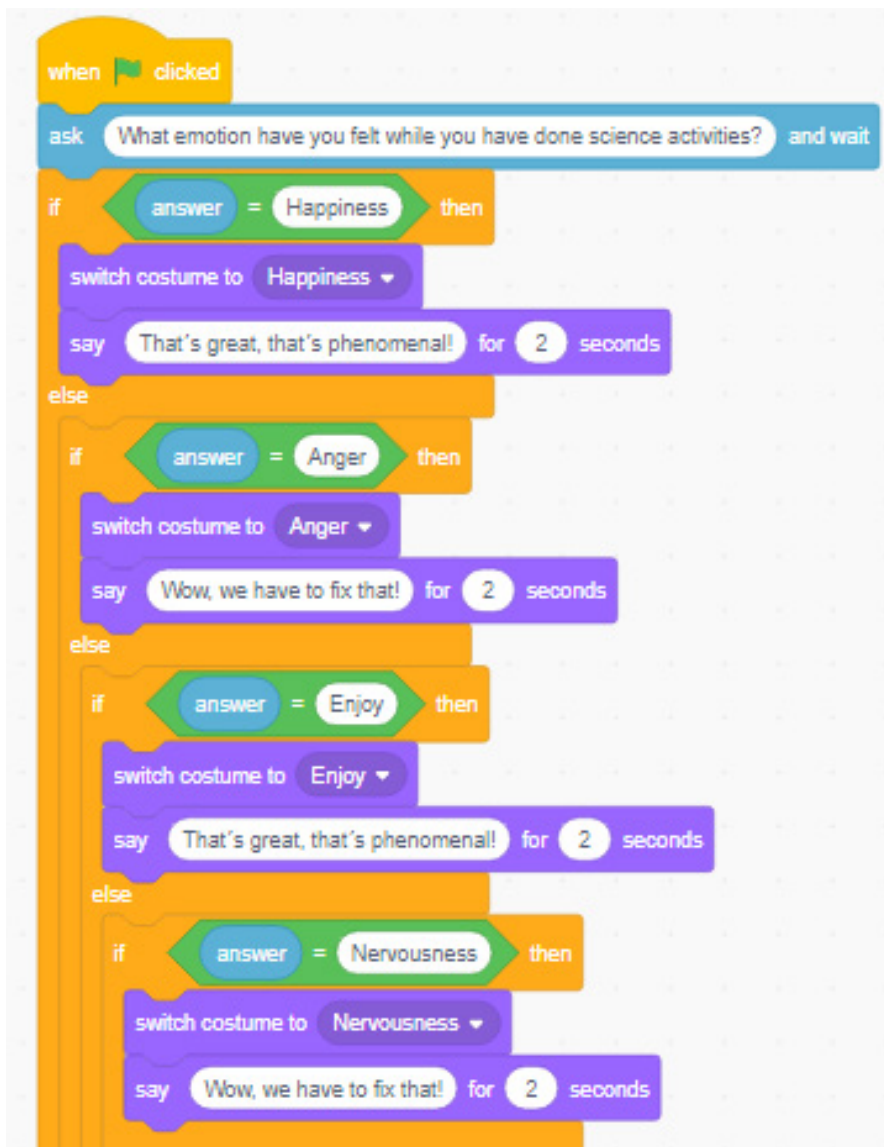 when clicked
ask What emotion have you felt while you have done science activities? and wait
if answer = Happiness then
switch costume to Happiness
say That´s great, that´s phenomenal! for 2 seconds
else
if answer = Anger then
switch costume to Anger
say Wow, we have to fix that! for 2 seconds
else
if answer = Enjoy then
switch costume to Enjoy
say That´s great, that´s phenomenal! for 2 seconds
else
if answer = Nervousness then
switch costume to Nervousness
say Wow, we have to fix that! for 2 seconds